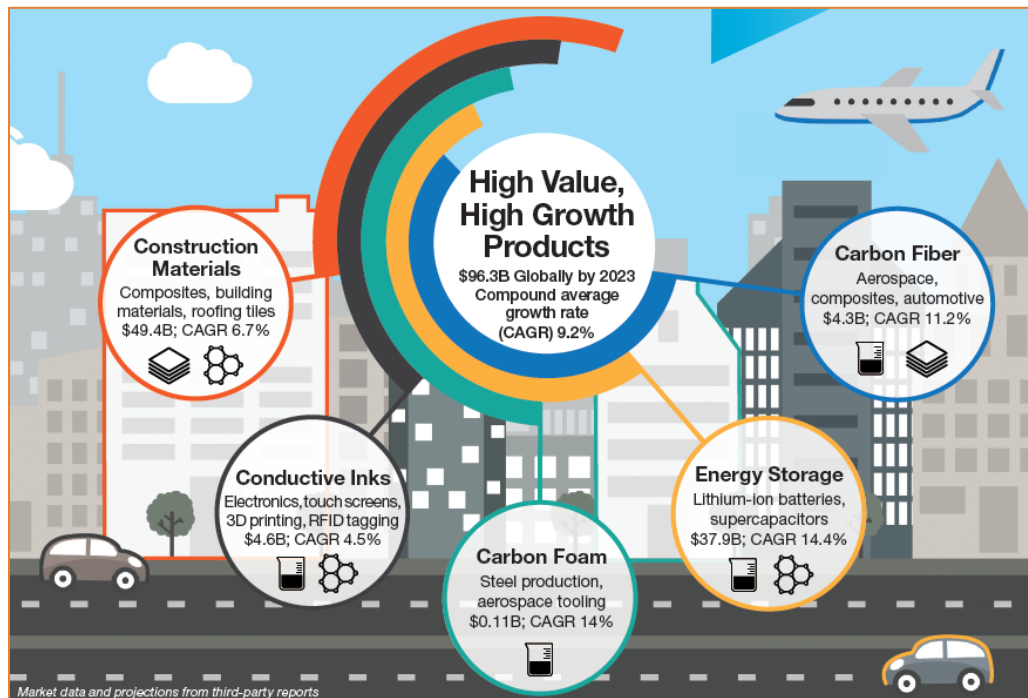 High Value,
High Growth
Products
$96.3B Globally by 2023
Compound average
growth rate
(CAGR) 9.2%
Construction
Materials
Composites, building
materials, roofing tiles
$49.4B; CAGR 6.7%
Conductive Inks
Electronics, touch screens,
3D printing, RFID tagging
$4.6B; CAGR 4.5%
Carbon Foam
Steel production,
aerospace tooling
$0.11B; CAGR 14%
Energy Storage
Lithium-ion batteries,
supercapacitors
$37.9B; CAGR 14.4%
Carbon Fiber
Aerospace,
composites, automotive
$4.3B; CAGR 11.2%
Market data and projections from third-party reports